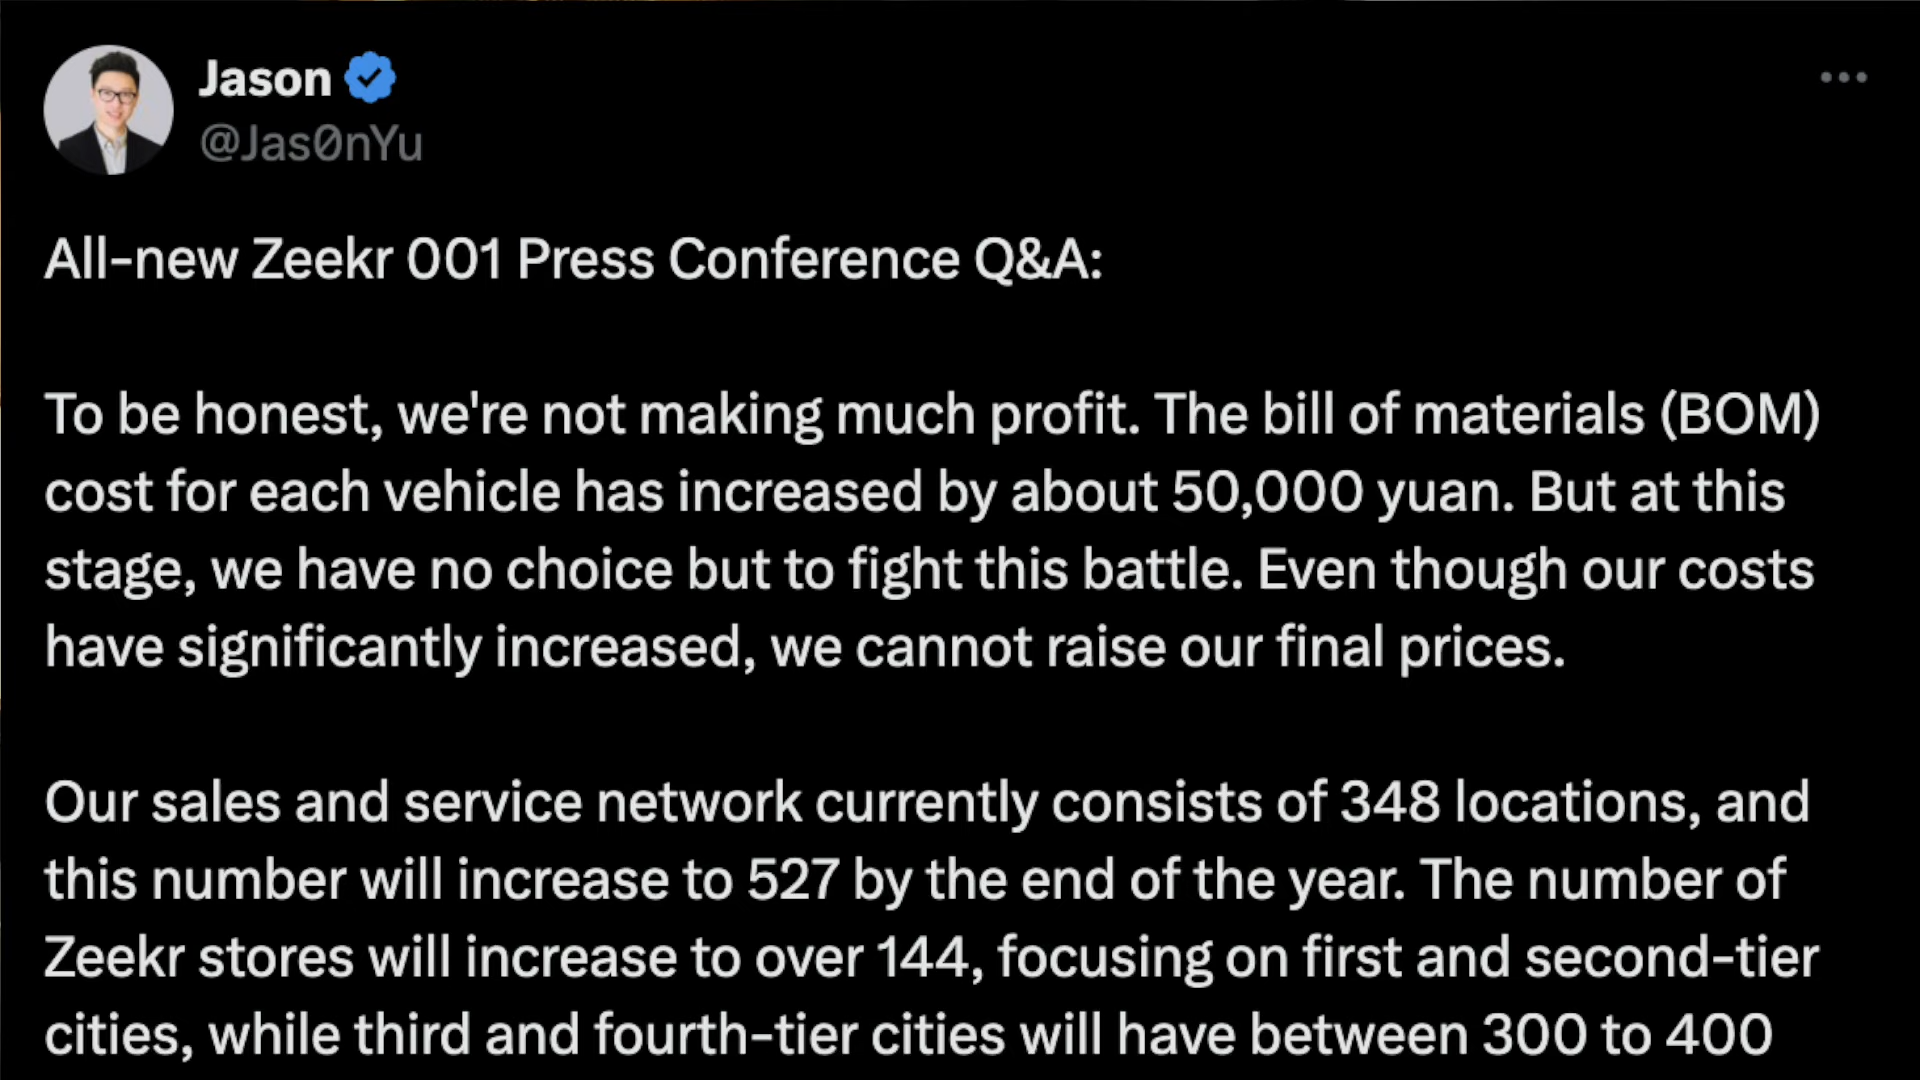 Jason
@Jas0nYu
All-new Zeekr 001 Press Conference Q&A:
To be honest, we're not making much profit. The bill of materials (BOM)
cost for each vehicle has increased by about 50,000 yuan. But at this
stage, we have no choice but to fight this battle. Even though our costs
have significantly increased, we cannot raise our final prices.
Our sales and service network currently consists of 348 locations, and
this number will increase to 527 by the end of the year. The number of
Zeekr stores will increase to over 144, focusing on first and second-tier
cities, while third and fourth-tier cities will have between 300 to 400